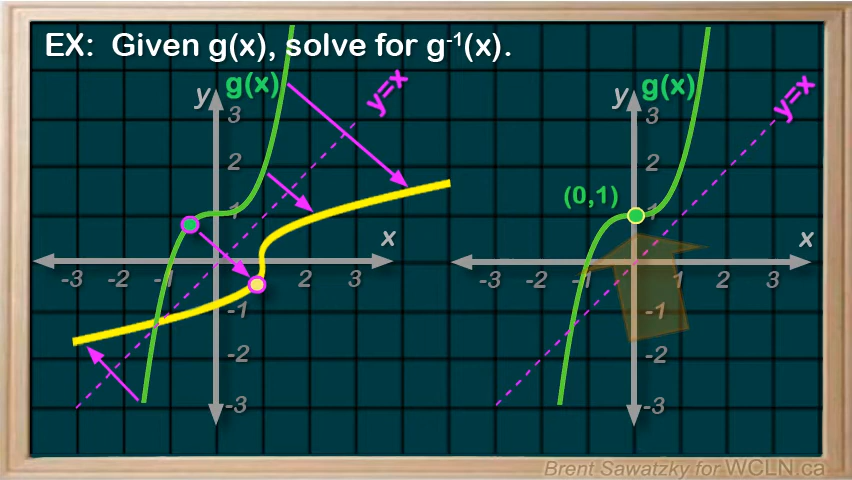 EX: Given g(x), solve for g⁻¹(x).
y
g(x)
y=x
3
2
1
x
-3 -2 -1 2 3
-1
-2
-3
y
g(x)
y=x
3
2
(0,1)
1
x
-3 -2 -1 1 2 3
-1
-2
-3
Brent Sawatzky for WCLN.ca